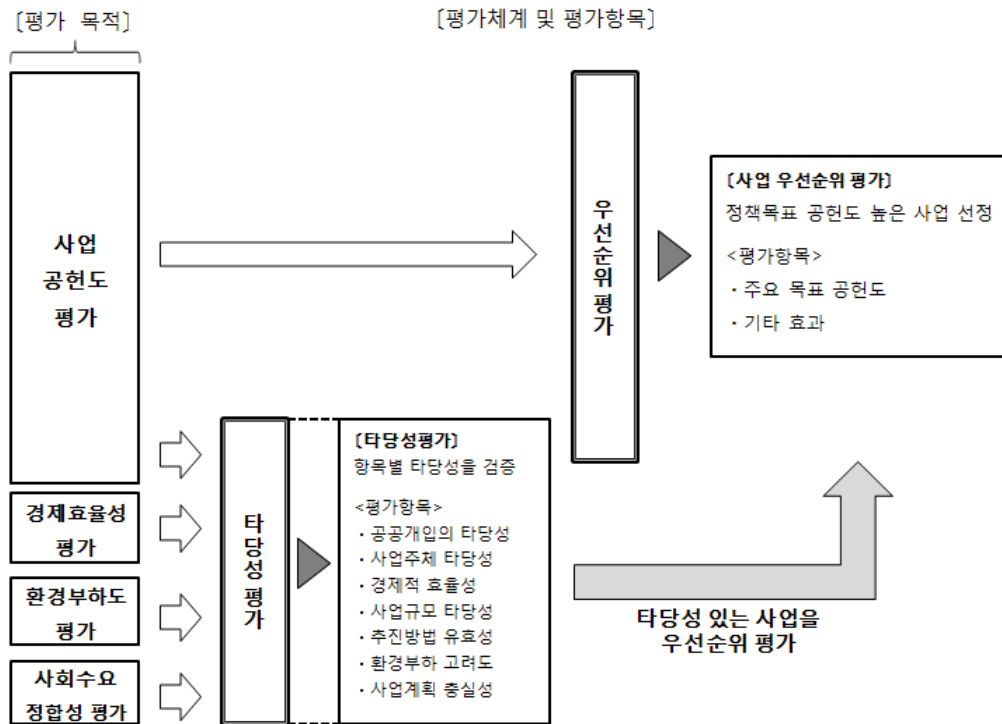 [평가 목적]
[평가체계 및 평가항목]
사업
공헌도
평가
경제효율성
평가
환경부하도
평가
사회수요
정합성 평가
타당성 평가
[타당성평가]
항목별 타당성을 검증
<평가항목>
· 공공개입의 타당성
· 사업주체 타당성
· 경제적 효율성
· 사업규모 타당성
· 추진방법 유효성
· 환경부하 고려도
· 사업계획 충실성
우선순위 평가
[사업 우선순위 평가]
정책목표 공헌도 높은 사업 선정
<평가항목>
· 주요 목표 공헌도
· 기타 효과
타당성 있는 사업을
우선순위 평가